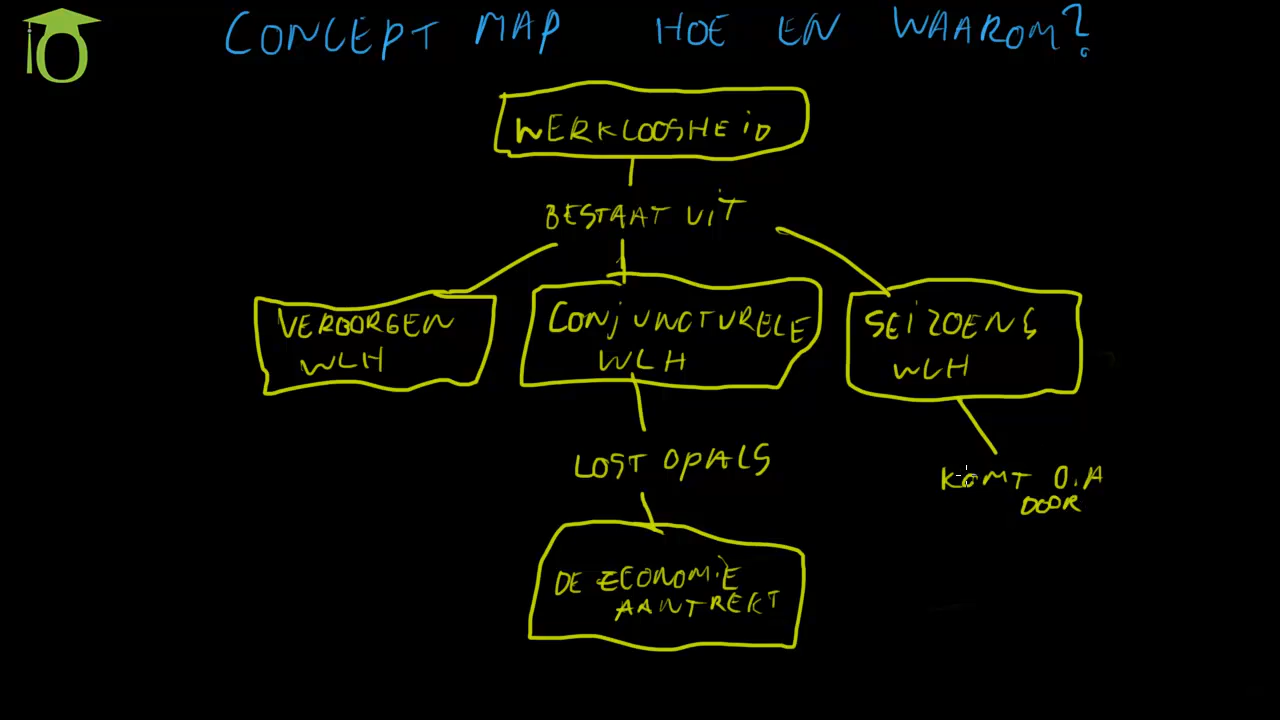 CONCEPT MAP HOE EN WAAROM?
WERKLOOSHEID
BESTAAT UIT
VERBORGEN
WLH
CONJUNCTURELE
WLH
SEIZOENS
WLH
LOST OP ALS
KOMT O.A
DOOR
DE ECONOMIE
AANTREKT